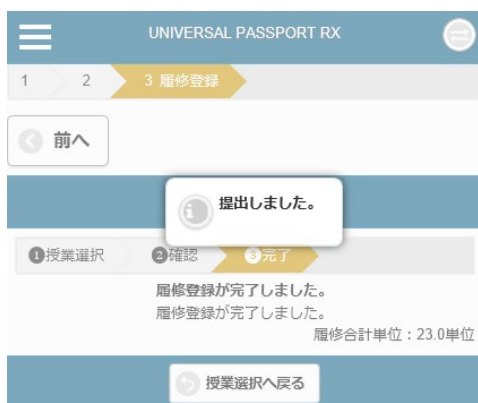 UNIVERSAL PASSPORT RX
1 2 3 履修登録
前へ
提出しました。
❶授業選択 ❷確認 ❸完了
履修登録が完了しました。
履修登録が完了しました。
履修合計単位：23.0単位
授業選択へ戻る